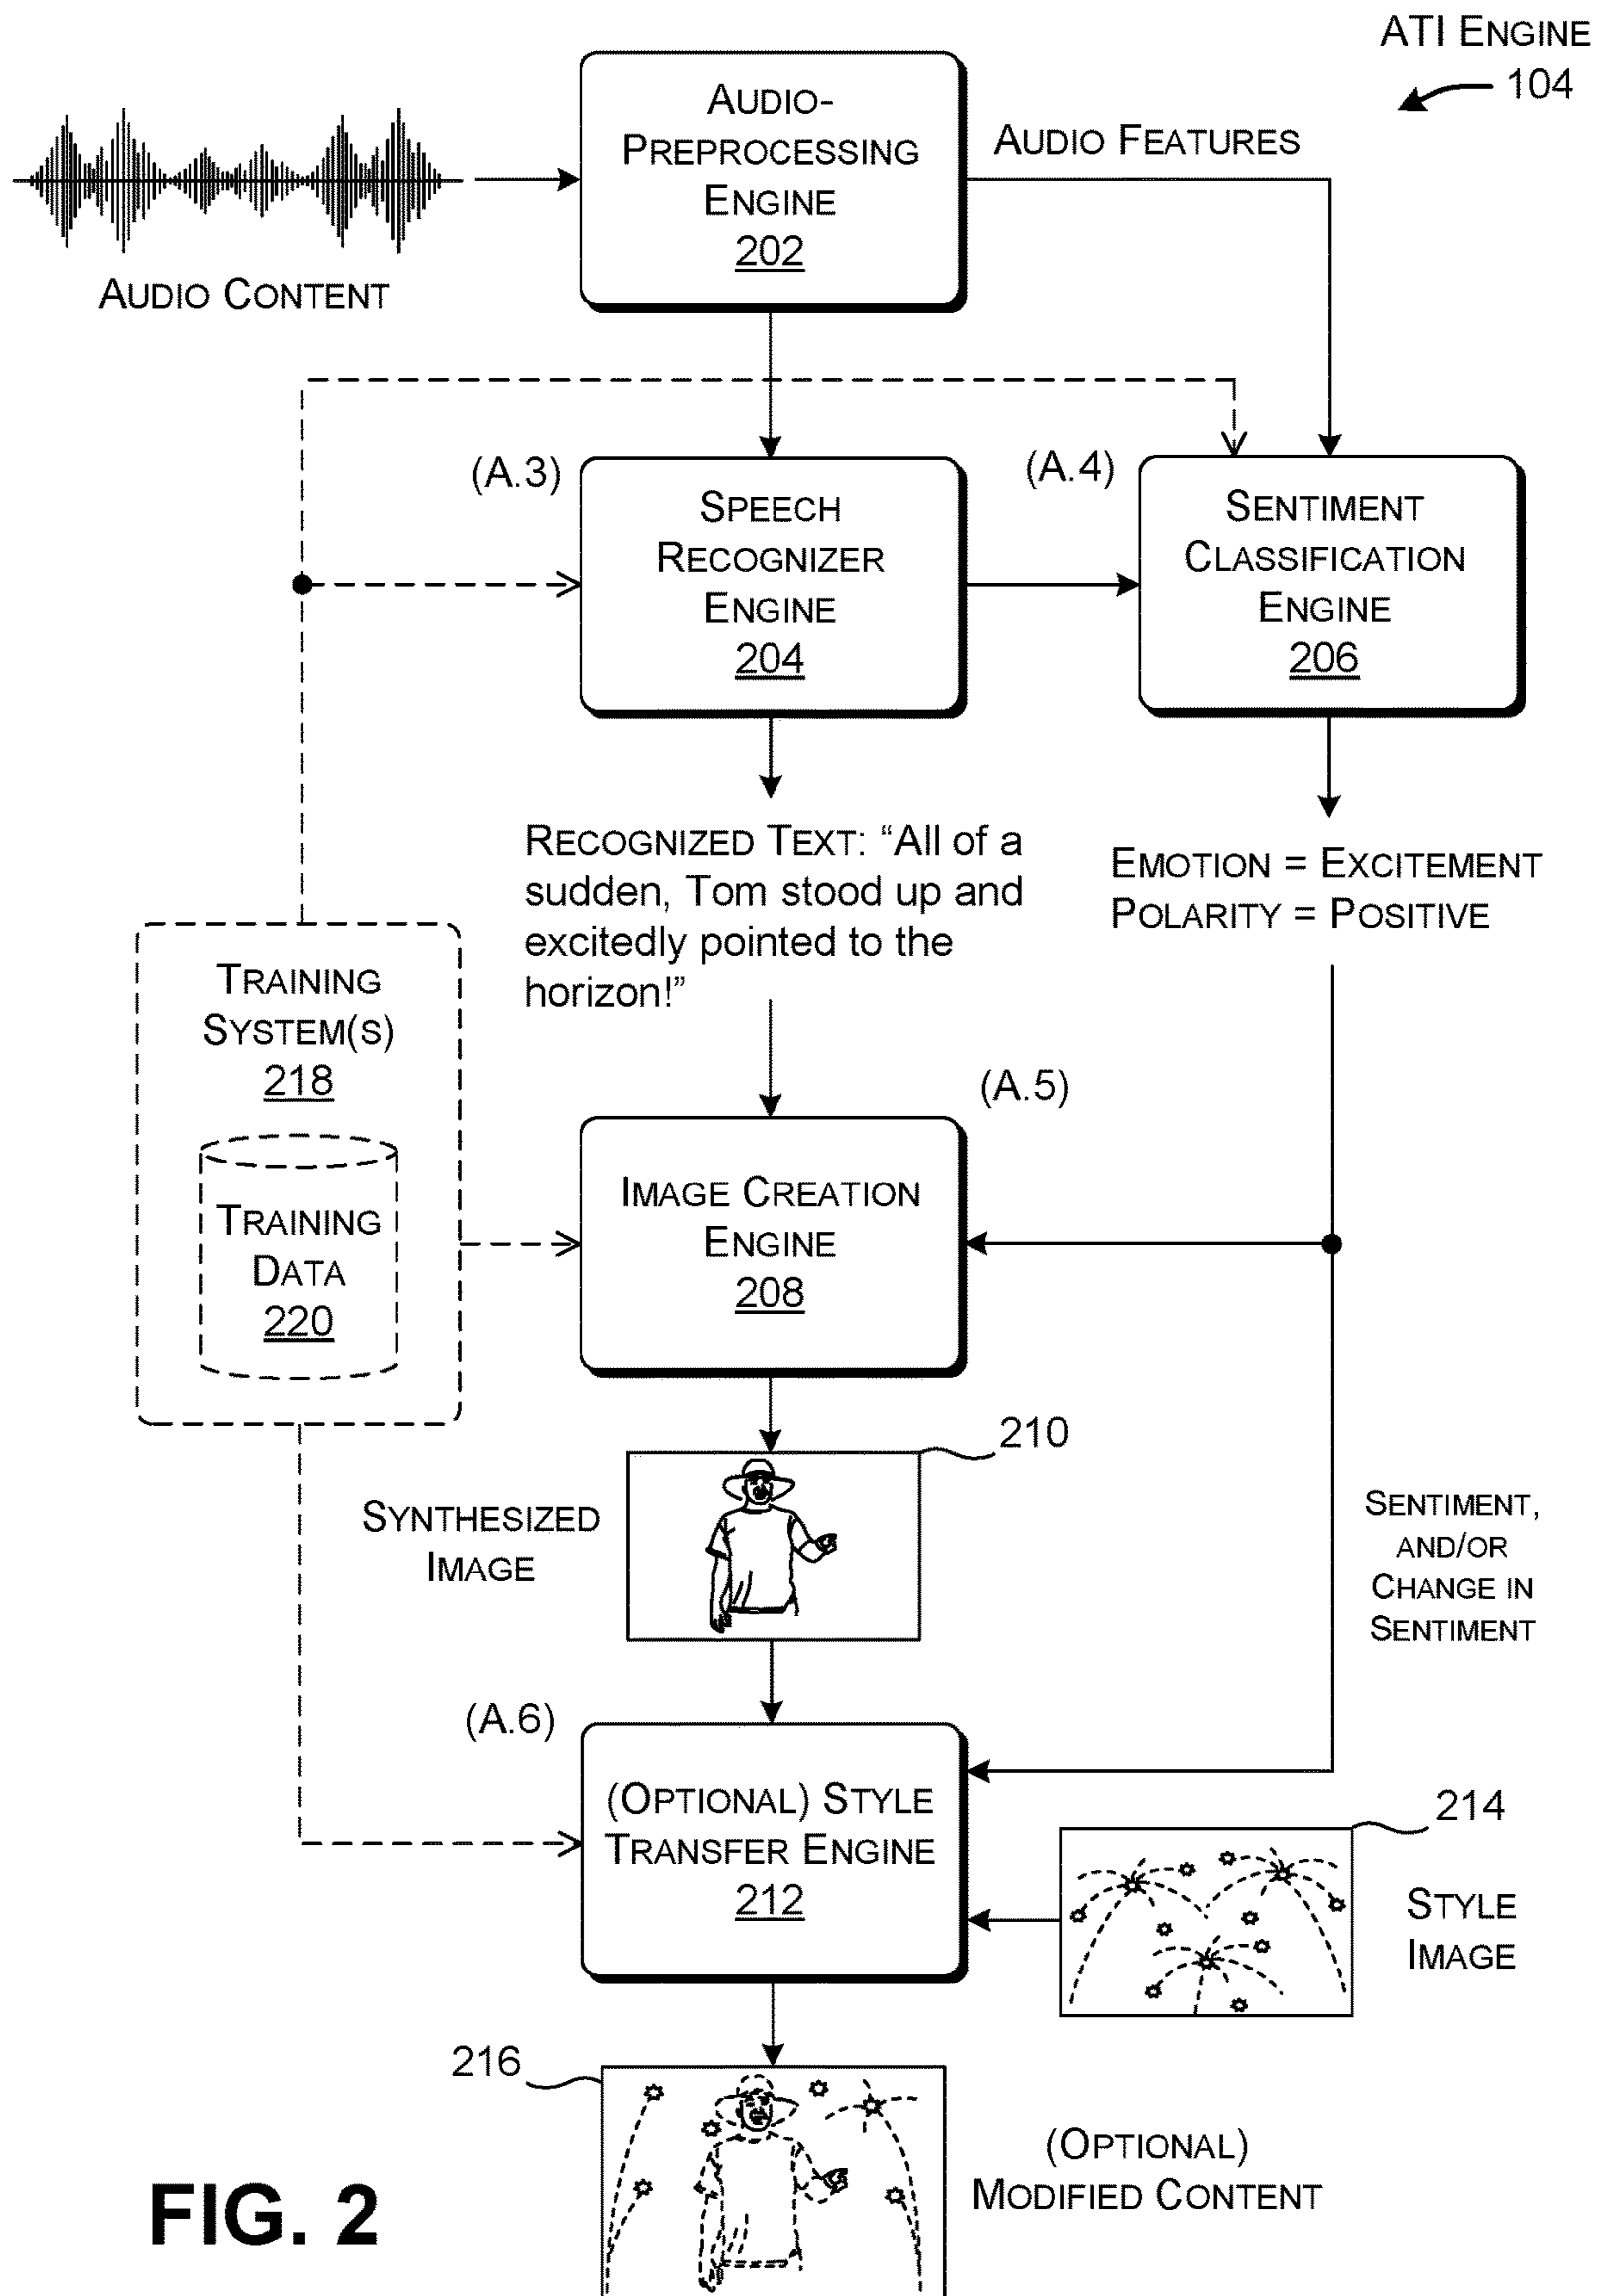 ATI ENGINE
104
AUDIO-
PREPROCESSING
ENGINE
202
AUDIO FEATURES
AUDIO CONTENT
(A.3)
SPEECH
RECOGNIZER
ENGINE
204
(A.4)
SENTIMENT
CLASSIFICATION
ENGINE
206
RECOGNIZED TEXT: “All of a
sudden, Tom stood up and
excitedly pointed to the
horizon!”
EMOTION = EXCITEMENT
POLARITY = POSITIVE
TRAINING
SYSTEM(S)
218
TRAINING
DATA
220
(A.5)
IMAGE CREATION
ENGINE
208
210
SYNTHESIZED
IMAGE
SENTIMENT,
AND/OR
CHANGE IN
SENTIMENT
(A.6)
(OPTIONAL) STYLE
TRANSFER ENGINE
212
214
STYLE
IMAGE
216
(OPTIONAL)
MODIFIED CONTENT
FIG. 2